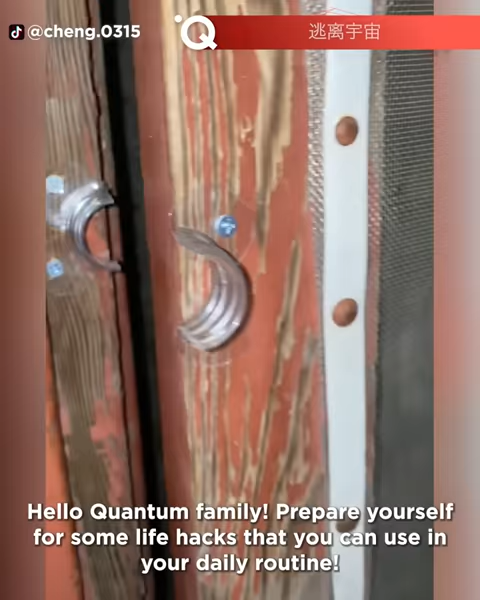 @cheng.0315
逃离宇宙
Hello Quantum family! Prepare yourself
for some life hacks that you can use in
your daily routine!